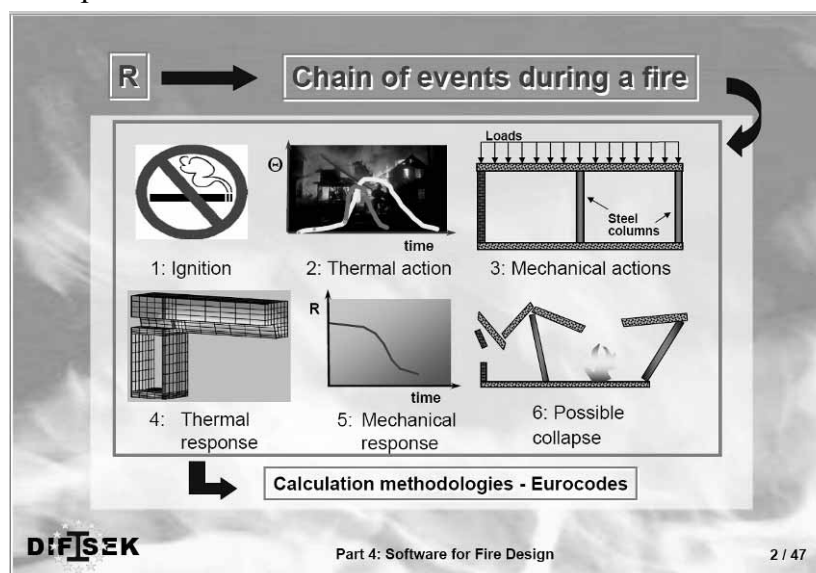 R
Chain of events during a fire
Θ
time
1: Ignition
2: Thermal action
Loads
Steel
columns
3: Mechanical actions
4: Thermal
response
R
time
5: Mechanical
response
6: Possible
collapse
Calculation methodologies - Eurocodes
DIFISEK
Part 4: Software for Fire Design
2 / 47